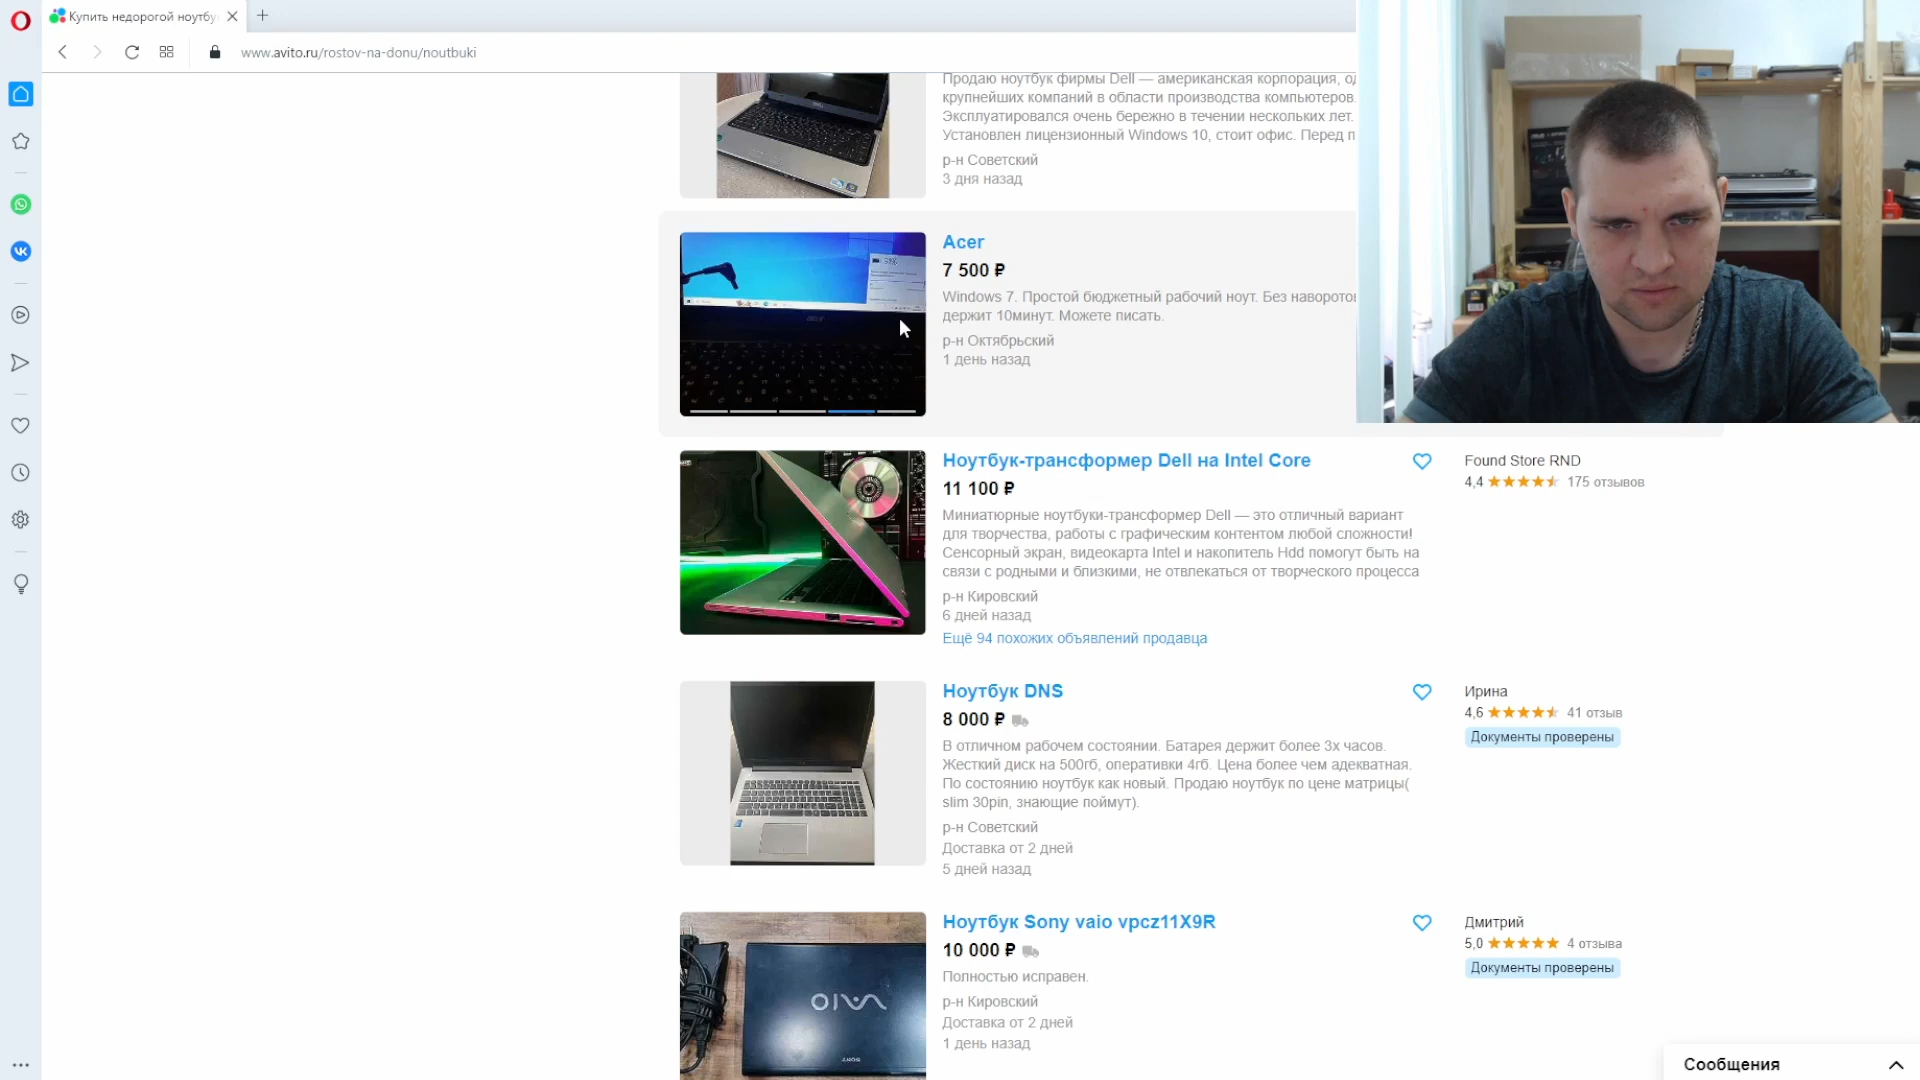 Купить недорогой ноутбу
www.avito.ru/rostov-na-donu/noutbuki
Продаю ноутбук фирмы Dell — американская корпорация, од
крупнейших компаний в области производства компьютеров.
Эксплуатировался очень бережно в течении нескольких лет.
Установлен лицензионный Windows 10, стоит офис. Перед п
р-н Советский
3 дня назад
Acer
7 500 ₽
Windows 7. Простой бюджетный рабочий ноут. Без наворотов
держит 10минут. Можете писать.
р-н Октябрьский
1 день назад
Ноутбук-трансформер Dell на Intel Core
11 100 ₽
Миниатюрные ноутбуки-трансформер Dell — это отличный вариант
для творчества, работы с графическим контентом любой сложности!
Сенсорный экран, видеокарта Intel и накопитель Hdd помогут быть на
связи с родными и близкими, не отвлекаться от творческого процесса
р-н Кировский
6 дней назад
Ещё 94 похожих объявлений продавца
Found Store RND
4,4 175 отзывов
Ноутбук DNS
8 000 ₽
В отличном рабочем состоянии. Батарея держит более 3х часов.
Жесткий диск на 500гб, оперативки 4гб. Цена более чем адекватная.
По состоянию ноутбук как новый. Продаю ноутбук по цене матрицы(
slim 30pin, знающие поймут).
р-н Советский
Доставка от 2 дней
5 дней назад
Ирина
4,6 41 отзыв
Документы проверены
VAIO
SONY
Ноутбук Sony vaio vpcz11X9R
10 000 ₽
Полностью исправен.
р-н Кировский
Доставка от 2 дней
1 день назад
Дмитрий
5,0 4 отзыва
Документы проверены
Сообщения